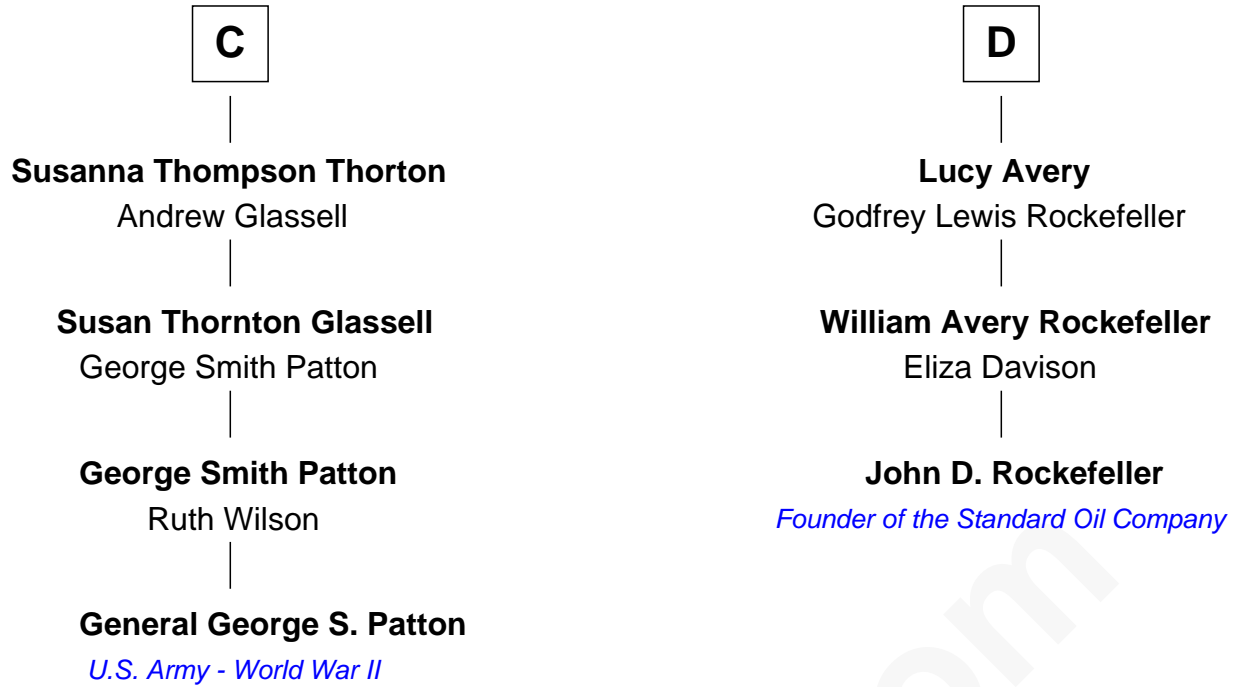 C
Susanna Thompson Thorton
Andrew Glassell
Susan Thornton Glassell
George Smith Patton
George Smith Patton
Ruth Wilson
General George S. Patton
U.S. Army - World War II
D
Lucy Avery
Godfrey Lewis Rockefeller
William Avery Rockefeller
Eliza Davison
John D. Rockefeller
Founder of the Standard Oil Company
om